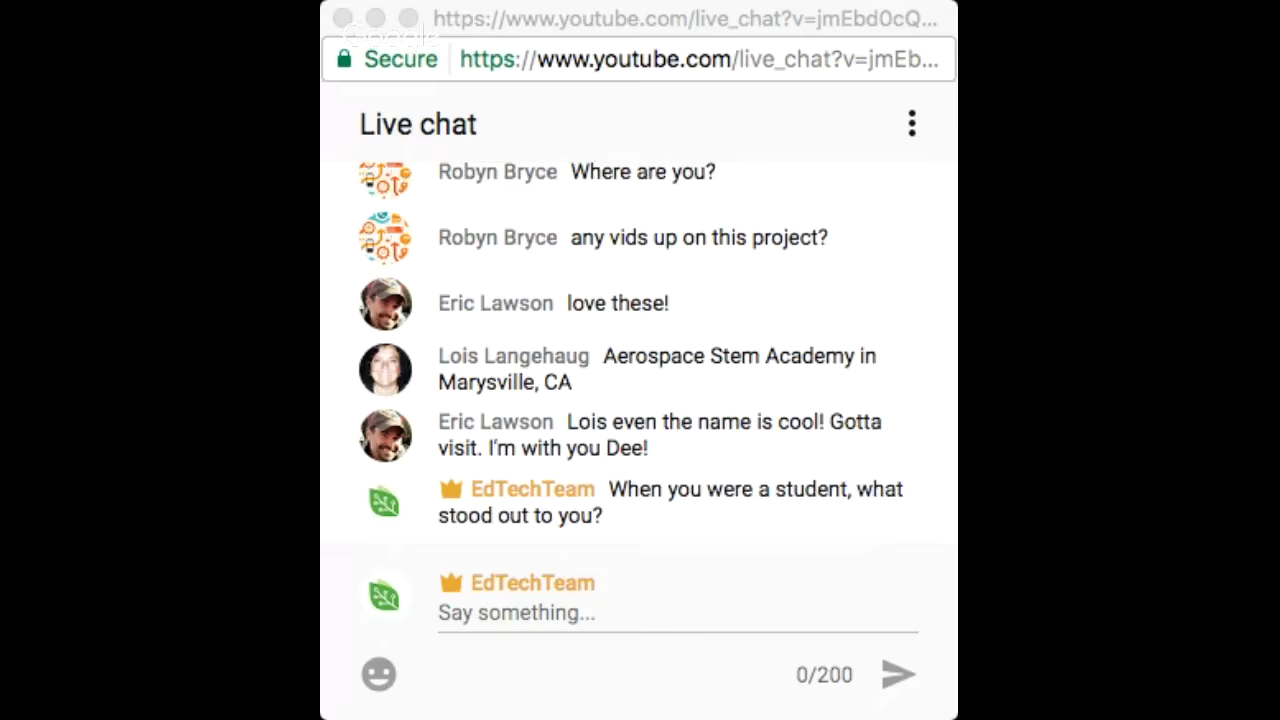 https://www.youtube.com/live_chat?v=jmEbd0cQ...
Google
Secure https://www.youtube.com/live_chat?v=jmEb...
Live chat
Robyn Bryce Where are you?
Robyn Bryce any vids up on this project?
Eric Lawson love these!
Lois Langehaug Aerospace Stem Academy in
Marysville, CA
Eric Lawson Lois even the name is cool! Gotta
visit. I'm with you Dee!
EdTechTeam When you were a student, what
stood out to you?
EdTechTeam
Say something...
0/200